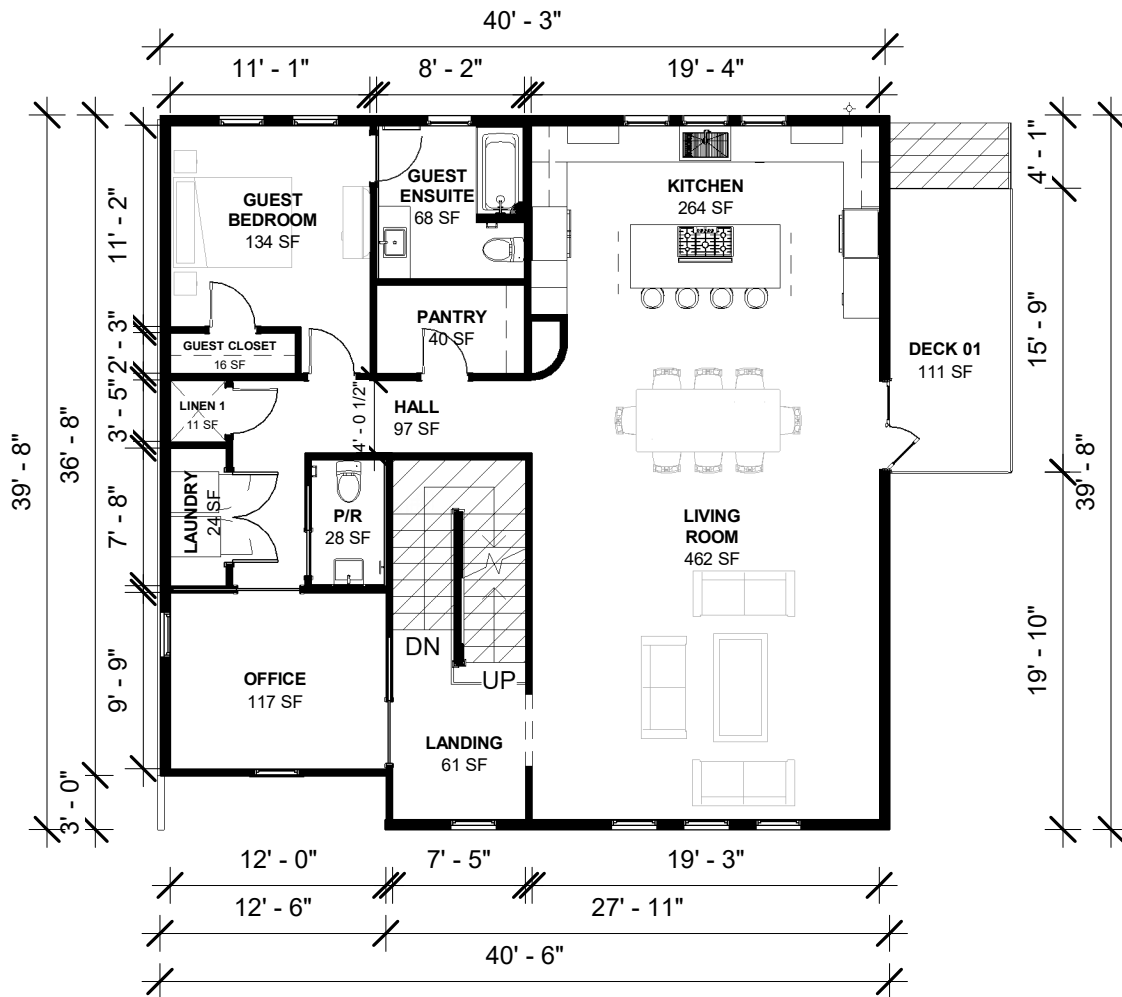 40' - 3"
11' - 1"
8' - 2"
19' - 4"
39' - 8"
36' - 8"
11' - 2"
3"
2'
3' - 5"
7' - 8"
9' - 9"
3' - 0"
GUEST
BEDROOM
134 SF
GUEST
ENSUITE
68 SF
KITCHEN
264 SF
PANTRY
40 SF
GUEST CLOSET
16 SF
LINEN 1
11 SF
4' - 0 1/2"
HALL
97 SF
LAUNDRY
24 SF
P/R
28 SF
LIVING
ROOM
462 SF
DECK 01
111 SF
DN
UP
OFFICE
117 SF
LANDING
61 SF
4' - 1"
15' - 9"
19' - 10"
39' - 8"
12' - 0"
7' - 5"
19' - 3"
12' - 6"
27' - 11"
40' - 6"